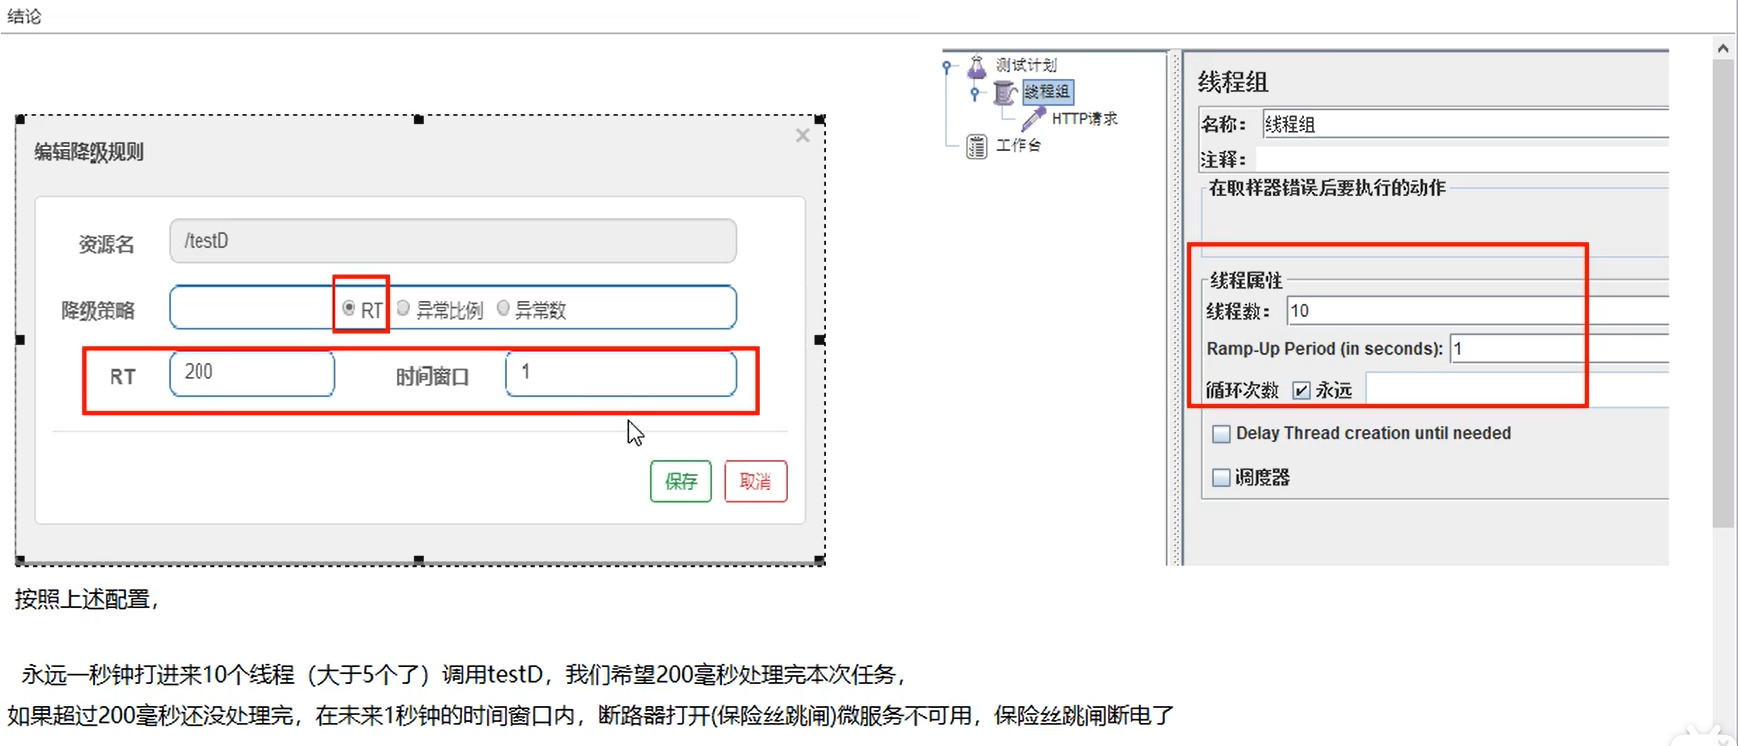 结论
编辑降级规则
×
资源名 /testD
降级策略 RT 异常比例 异常数
RT 200 时间窗口 1
保存 取消
测试计划
线程组
HTTP请求
工作台
线程组
名称： 线程组
注释：
在取样器错误后要执行的动作
线程属性
线程数： 10
Ramp-Up Period (in seconds): 1
循环次数 永远
Delay Thread creation until needed
调度器
按照上述配置，
永远一秒钟打进来10个线程（大于5个了）调用testD，我们希望200毫秒处理完本次任务，
如果超过200毫秒还没处理完，在未来1秒钟的时间窗口内，断路器打开(保险丝跳闸)微服务不可用，保险丝跳闸断电了